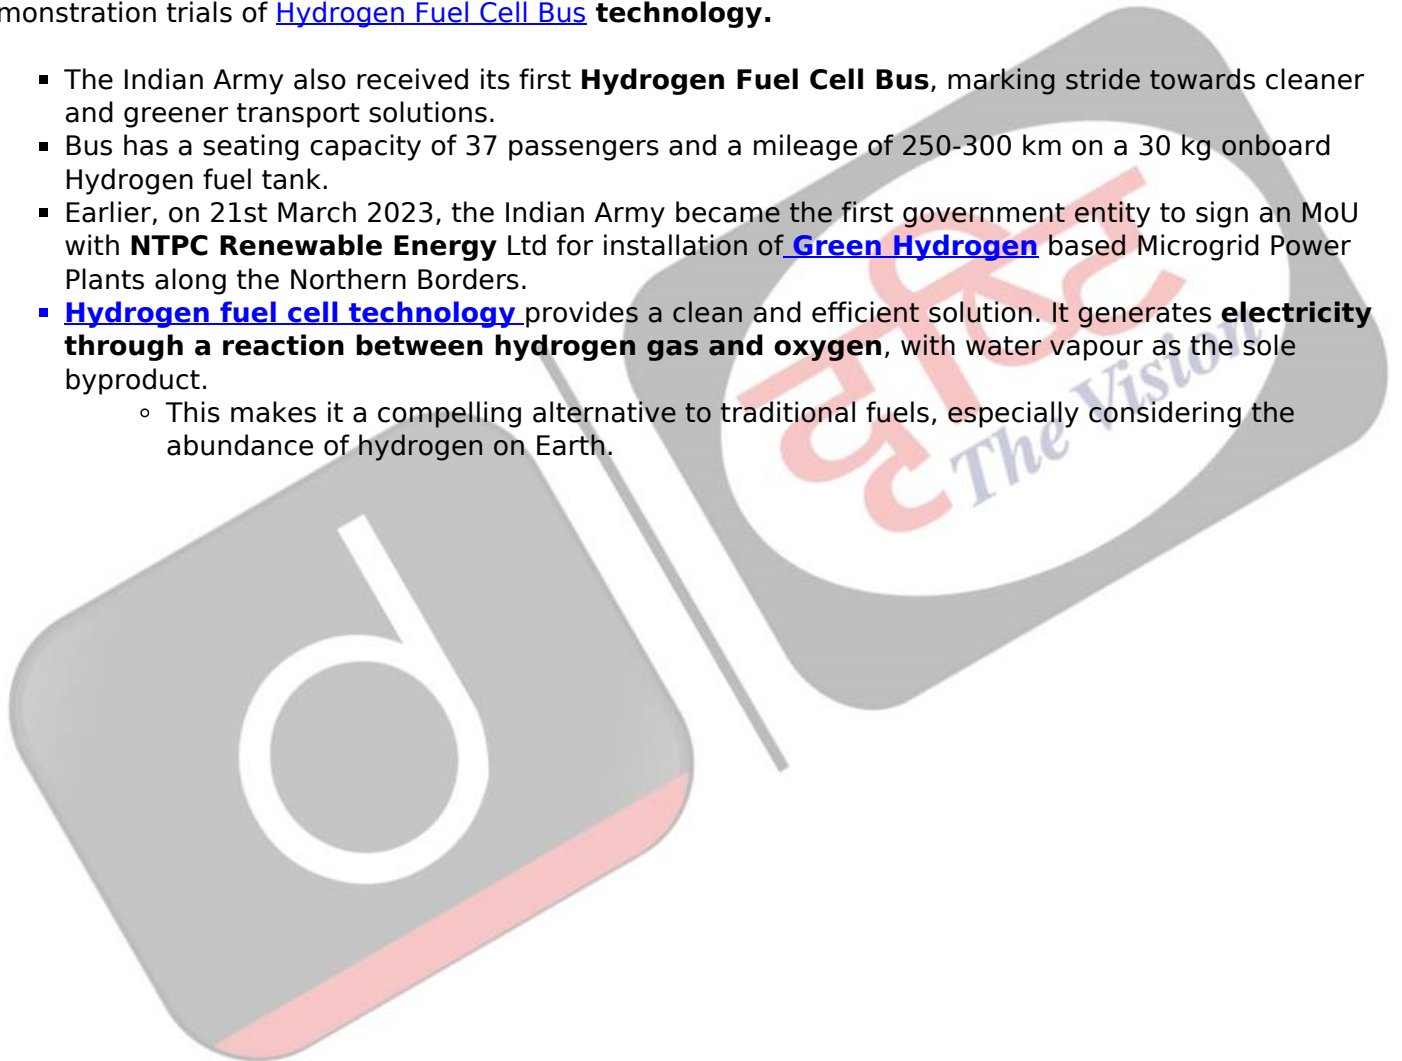 monstration trials of Hydrogen Fuel Cell Bus technology.
▪ The Indian Army also received its first Hydrogen Fuel Cell Bus, marking stride towards cleaner
and greener transport solutions.
▪ Bus has a seating capacity of 37 passengers and a mileage of 250-300 km on a 30 kg onboard
Hydrogen fuel tank.
▪ Earlier, on 21st March 2023, the Indian Army became the first government entity to sign an MoU
with NTPC Renewable Energy Ltd for installation of Green Hydrogen based Microgrid Power
Plants along the Northern Borders.
▪ Hydrogen fuel cell technology provides a clean and efficient solution. It generates electricity
through a reaction between hydrogen gas and oxygen, with water vapour as the sole
byproduct.
◦ This makes it a compelling alternative to traditional fuels, especially considering the
abundance of hydrogen on Earth.
दृष्टि
The Vision
d